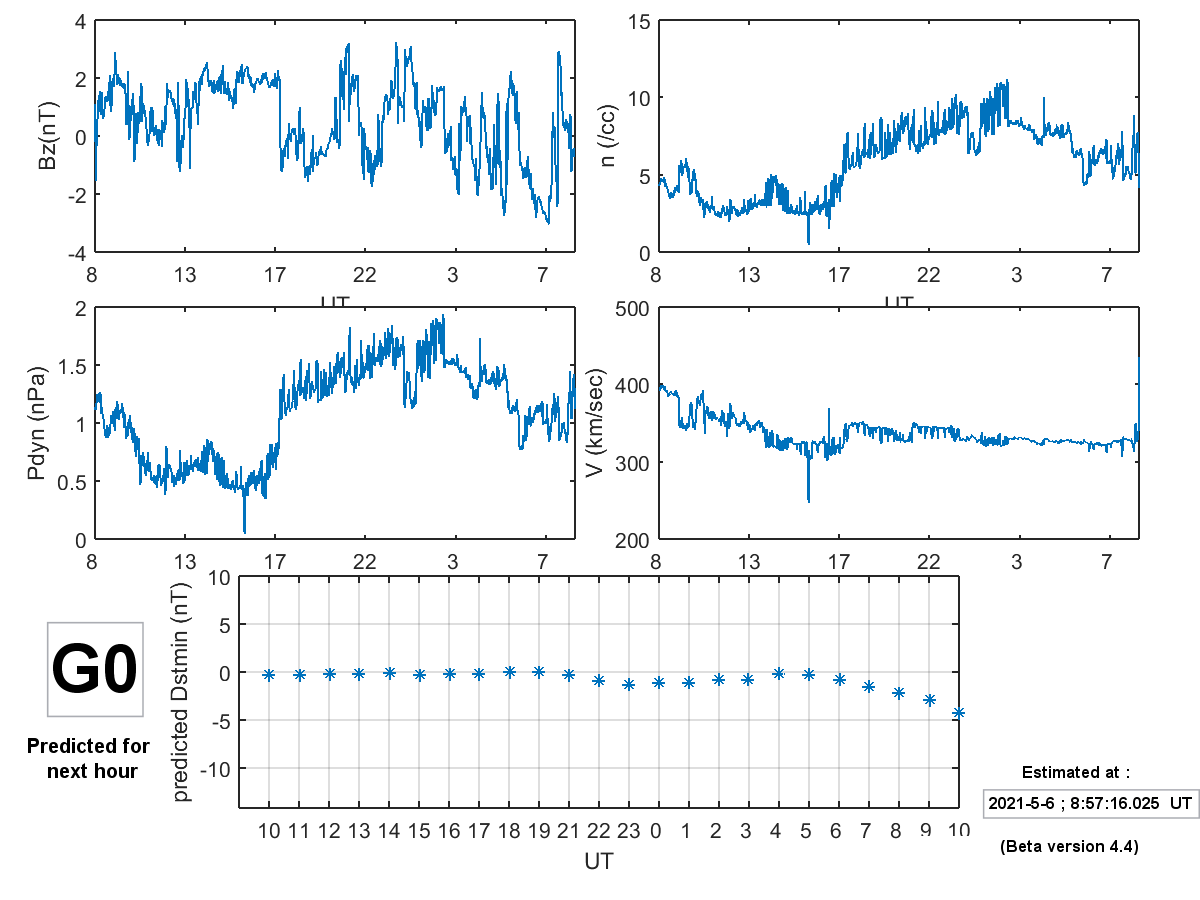 4
2
0
-2
-4
Bz(nT)
8 13 17 22 3 7
UT
15
10
5
0
n (/cc)
8 13 17 22 3 7
UT
2
1.5
1
0.5
0
Pdyn (nPa)
8 13 17 22 3 7
500
400
300
200
V (km/sec)
8 13 17 22 3 7
10
5
0
-5
-10
predicted Dstmin (nT)
10 11 12 13 14 15 16 17 18 19 21 22 23 0 1 2 3 4 5 6 7 8 9 10
UT
G0
Predicted for
next hour
Estimated at :
2021-5-6 ; 8:57:16.025 UT
(Beta version 4.4)